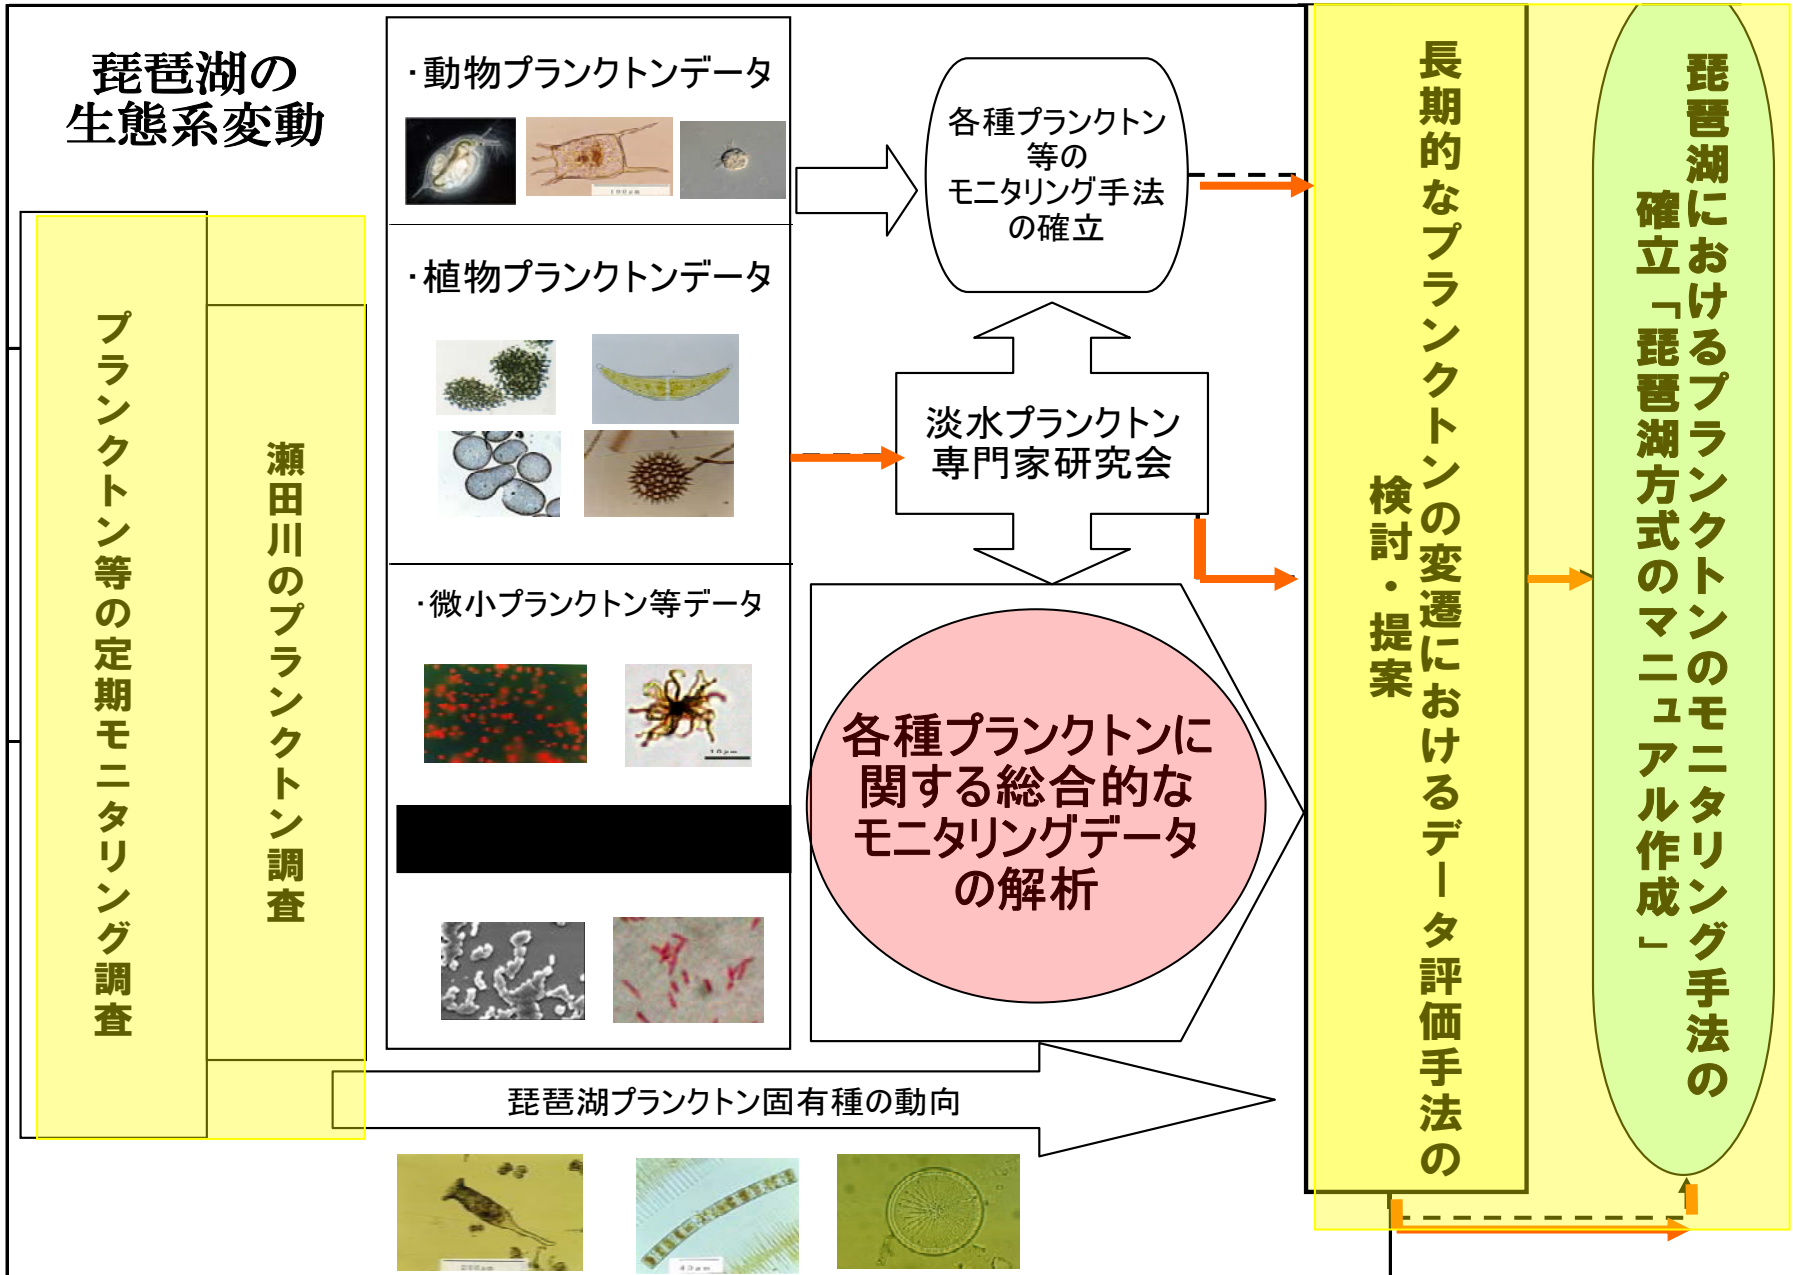 琵琶湖の
生態系変動
プランクトン等の定期モニタリング調査
瀬田川のプランクトン調査
・動物プランクトンデータ
100μm
・植物プランクトンデータ
・微小プランクトン等データ
10μm
各種プランクトン
等の
モニタリング手法
の確立
淡水プランクトン
専門家研究会
各種プランクトンに
関する総合的な
モニタリングデータ
の解析
琵琶湖プランクトン固有種の動向
長期的なプランクトンの変遷におけるデータ評価手法の
検討・提案
琵琶湖におけるプランクトンのモニタリング手法の
確立「琵琶湖方式のマニュアル作成」